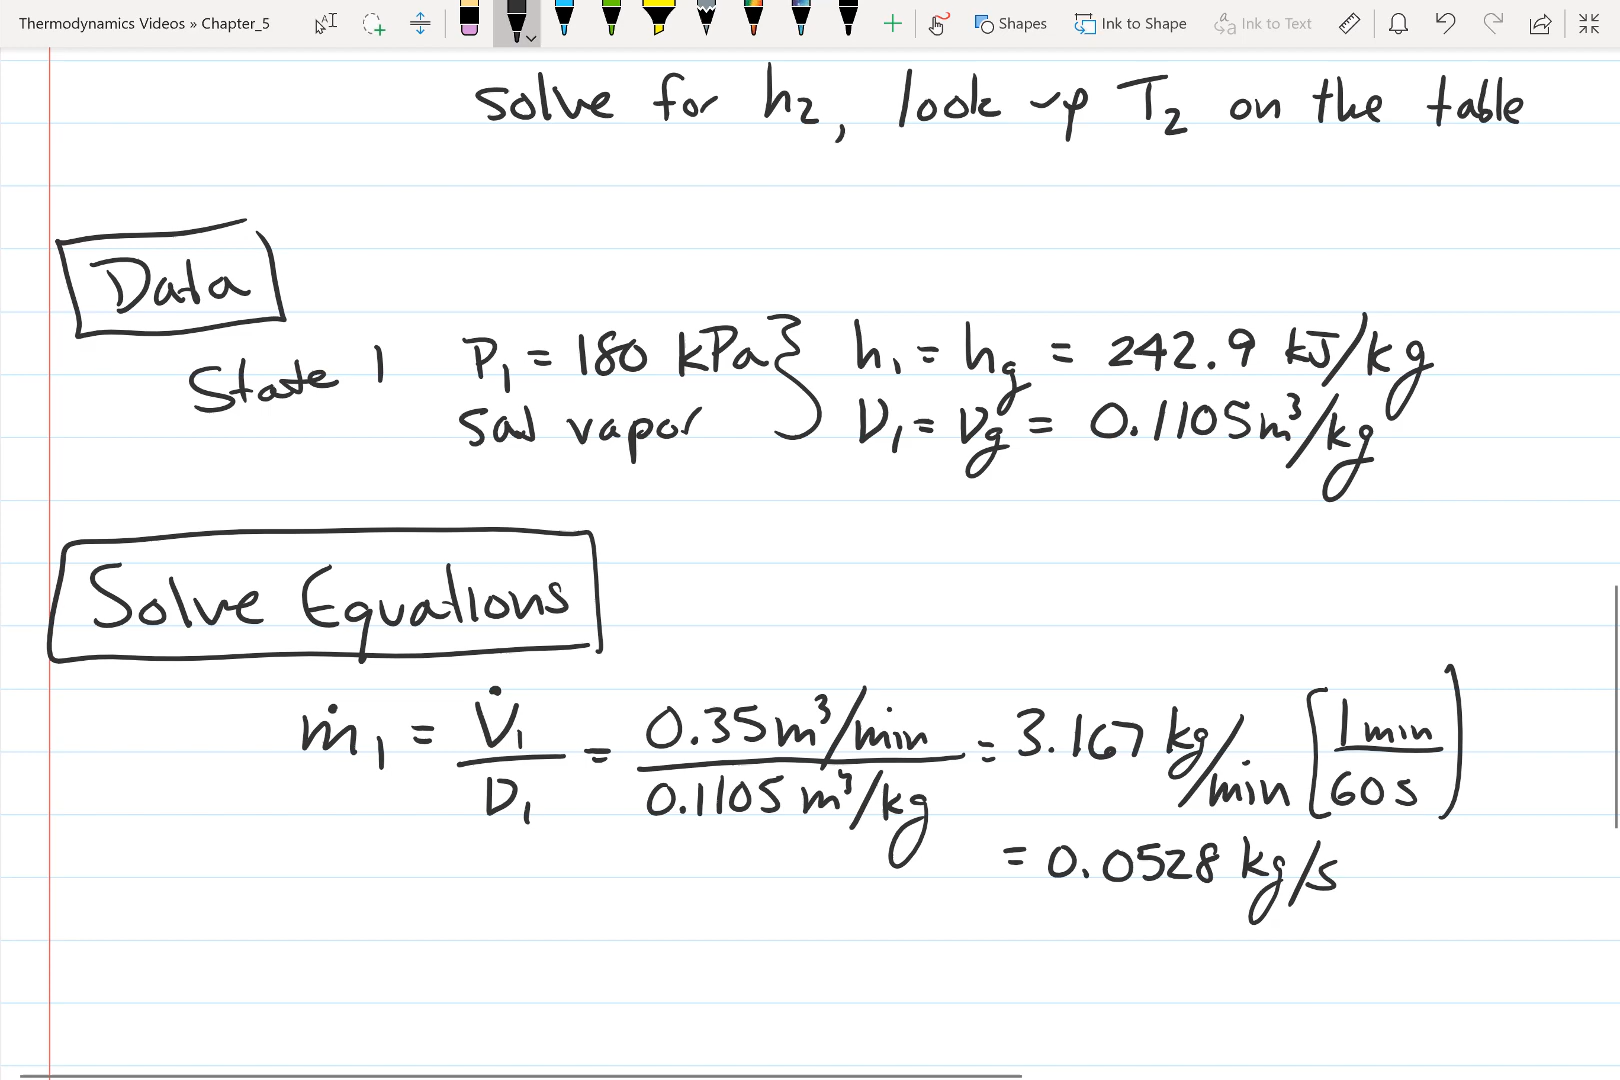 Thermodynamics Videos » Chapter_5 Shapes Ink to Shape Ink to Text
solve for h₂, look up T₂ on the table
Data
State 1 P₁ = 180 kPa } h₁ = hg = 242.9 kJ/kg
sat vapor ν₁ = νg = 0.1105 m³/kg
Solve Equations
ṁ₁ = V̇₁/ν₁ = 0.35 m³/min / 0.1105 m³/kg = 3.167 kg/min [1 min / 60 s]
= 0.0528 kg/s